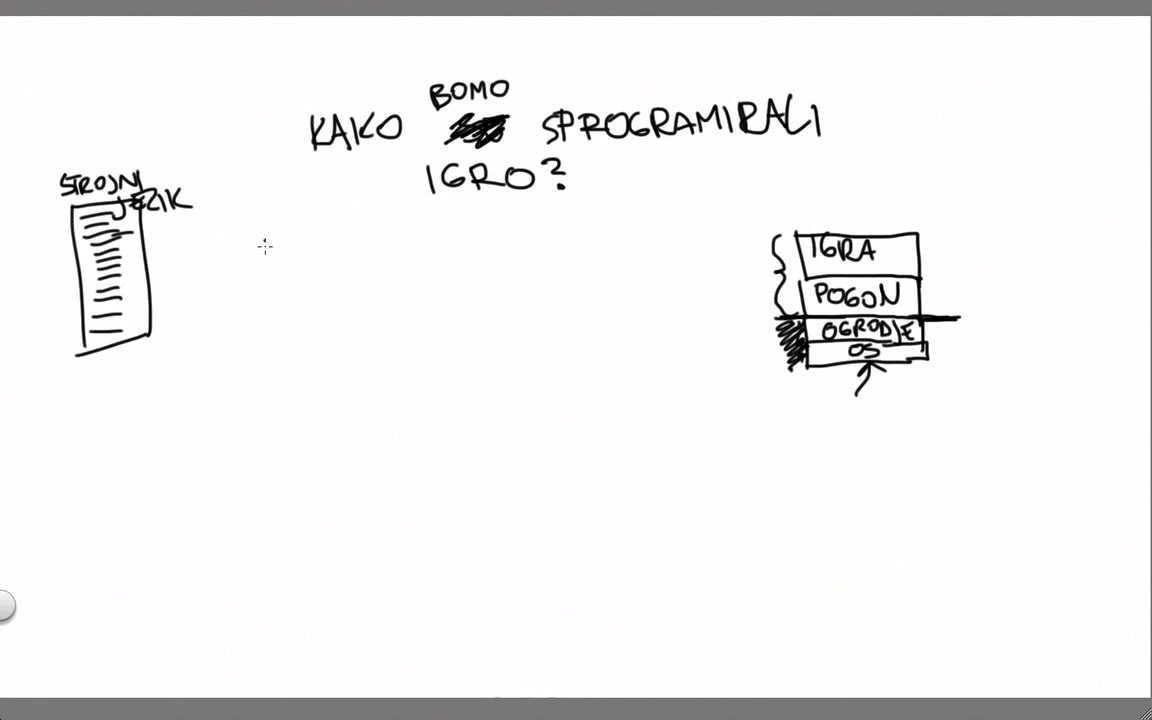 KAKO BOMO SPROGRAMIRALI
IGRO?
STROJNI
JEZIK
IGRA
POGON
OGRODJE
OS